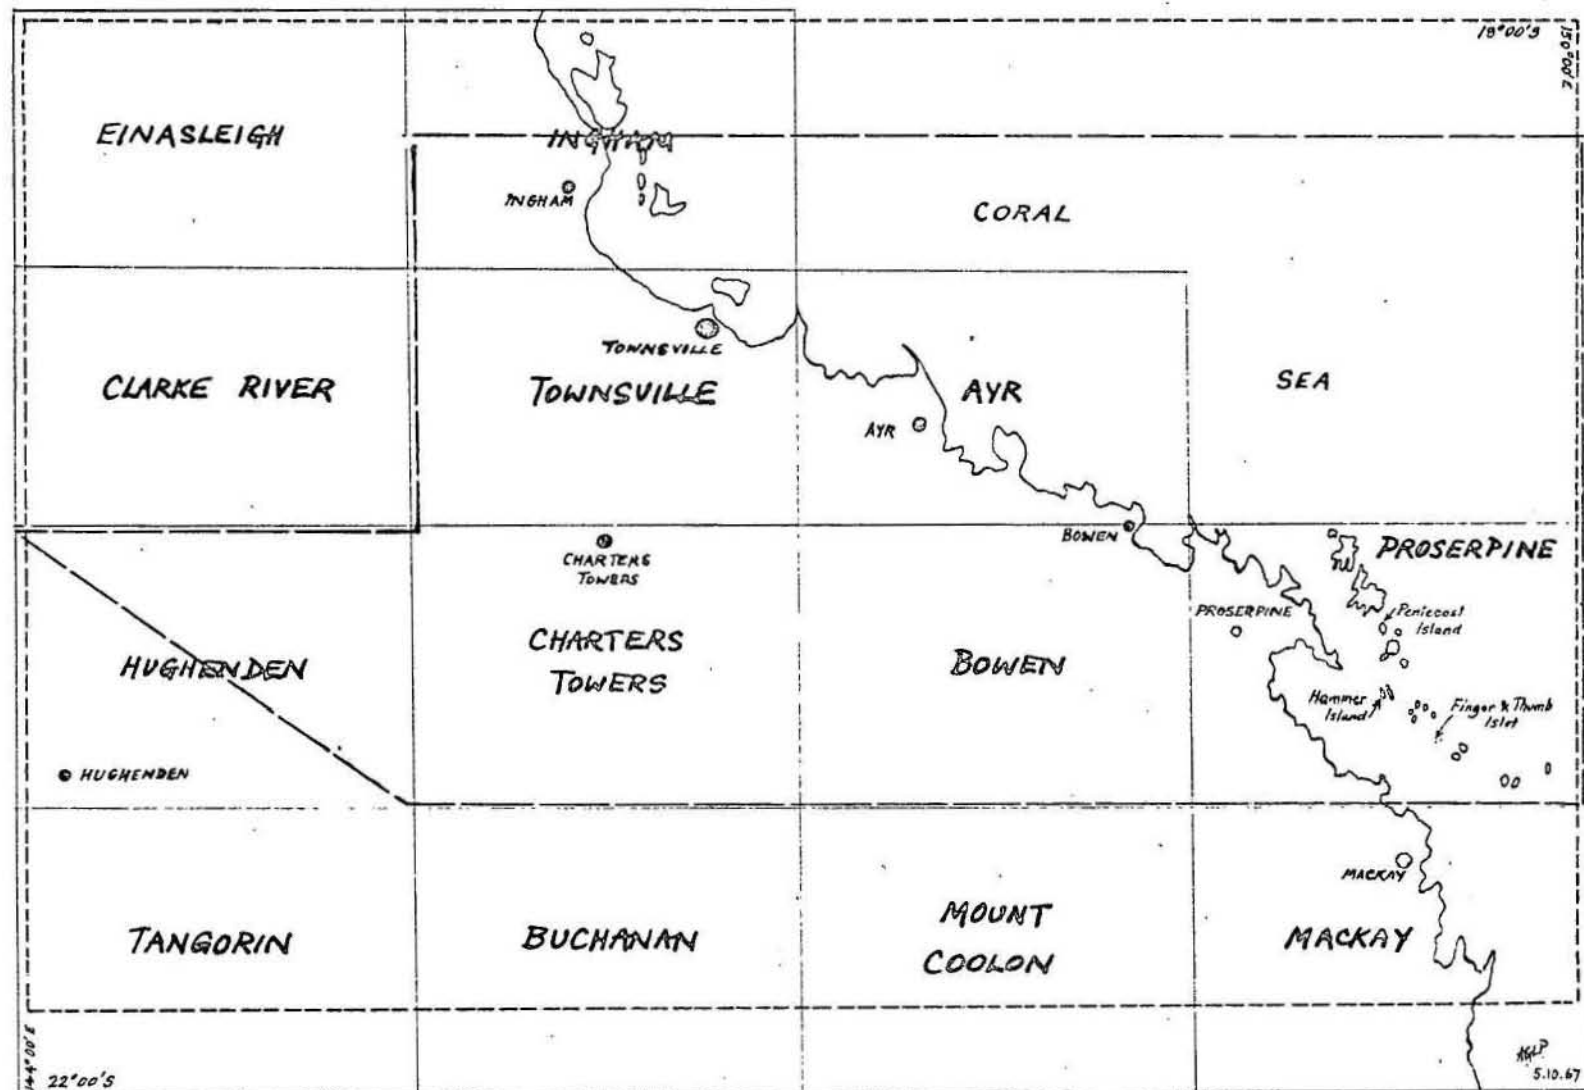 18°00'S
150°00'E
EINASLEIGH
INGHAM
INGHAM
CORAL
TOWNSVILLE
CLARKE RIVER
TOWNSVILLE
AYR
SEA
AYR
BOWEN
CHARTERS
TOWERS
PROSERPINE
PROSERPINE
Pentecost
Island
HUGHENDEN
CHARTERS
TOWERS
BOWEN
Hammer
Island
Finger & Thumb
Islet
HUGHENDEN
MACKAY
TANGORIN
BUCHANAN
MOUNT
COOLON
MACKAY
144°00'E
22°00'S
5.10.67